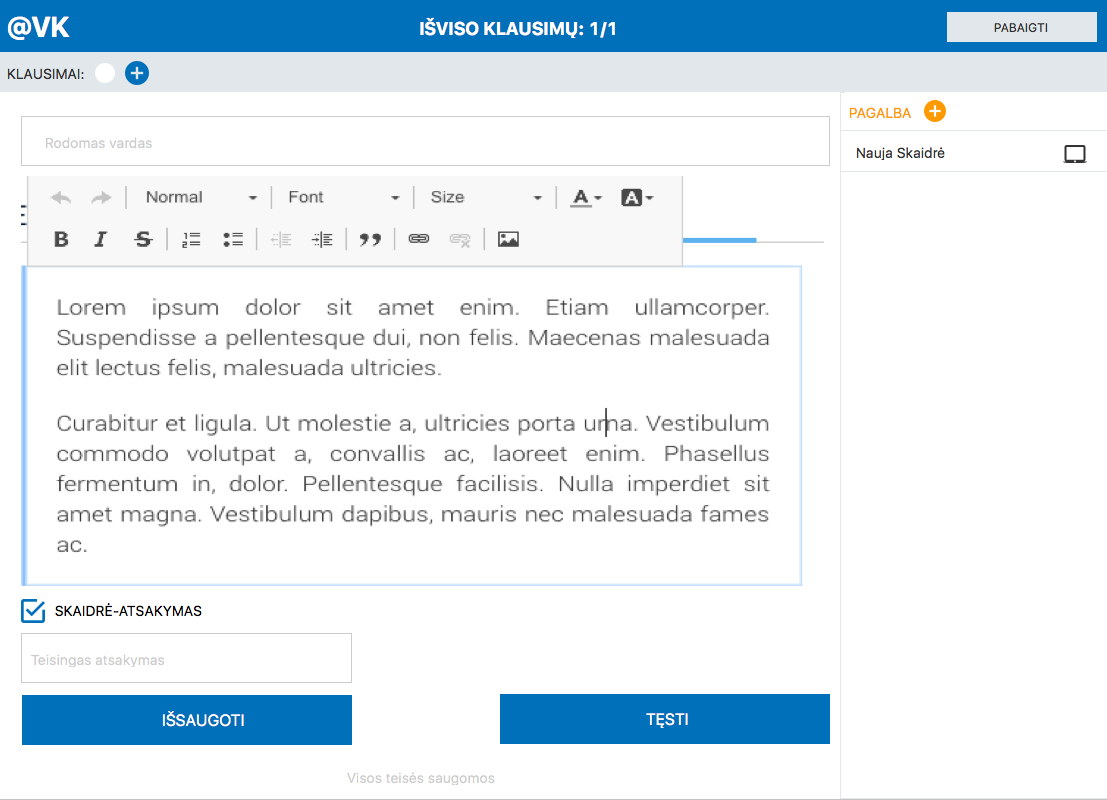 @VK
IŠVISO KLAUSIMŲ: 1/1
PABAIGTI
KLAUSIMAI:
PAGALBA
Rodomas vardas
Nauja Skaidrė
Normal Font Size A A
B I S
Lorem ipsum dolor sit amet enim. Etiam ullamcorper.
Suspendisse a pellentesque dui, non felis. Maecenas malesuada
elit lectus felis, malesuada ultricies.
Curabitur et ligula. Ut molestie a, ultricies porta urna. Vestibulum
commodo volutpat a, convallis ac, laoreet enim. Phasellus
fermentum in, dolor. Pellentesque facilisis. Nulla imperdiet sit
amet magna. Vestibulum dapibus, mauris nec malesuada fames
ac.
SKAIDRĖ-ATSAKYMAS
Teisingas atsakymas
IŠSAUGOTI
TĘSTI
Visos teisės saugomos